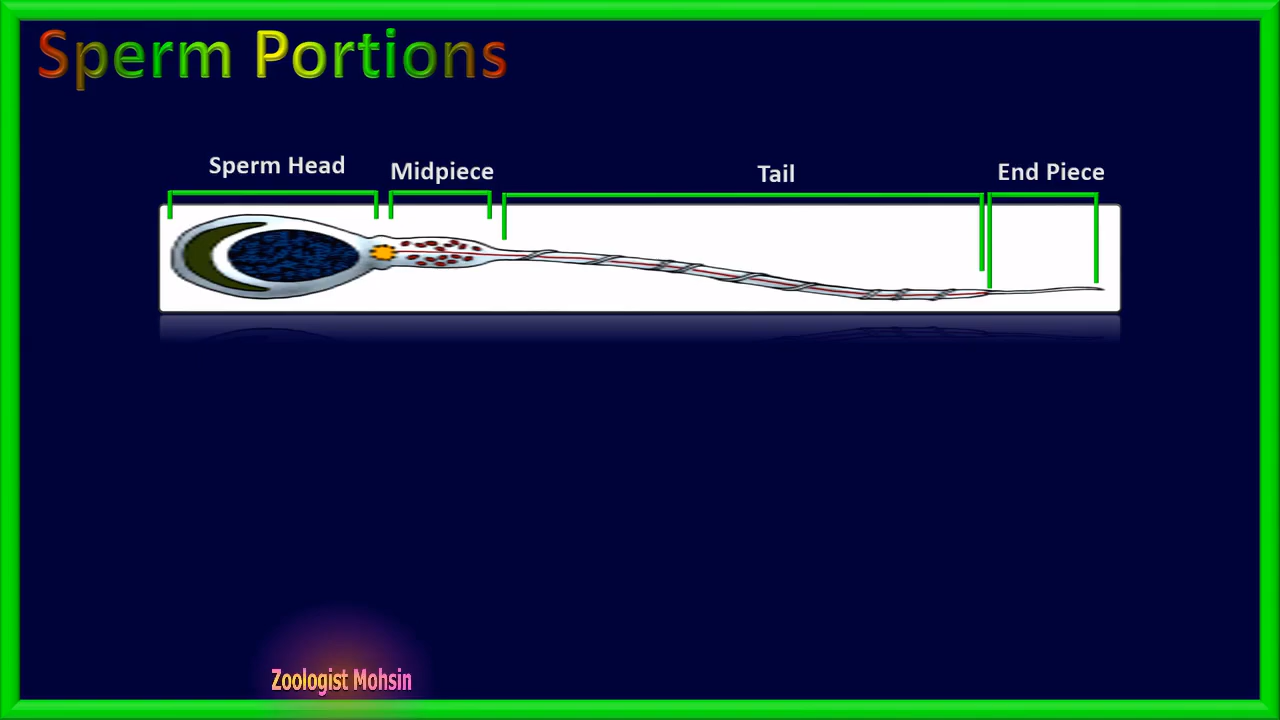 Sperm Portions
Sperm Head
Midpiece
Tail
End Piece
Zoologist Mohsin